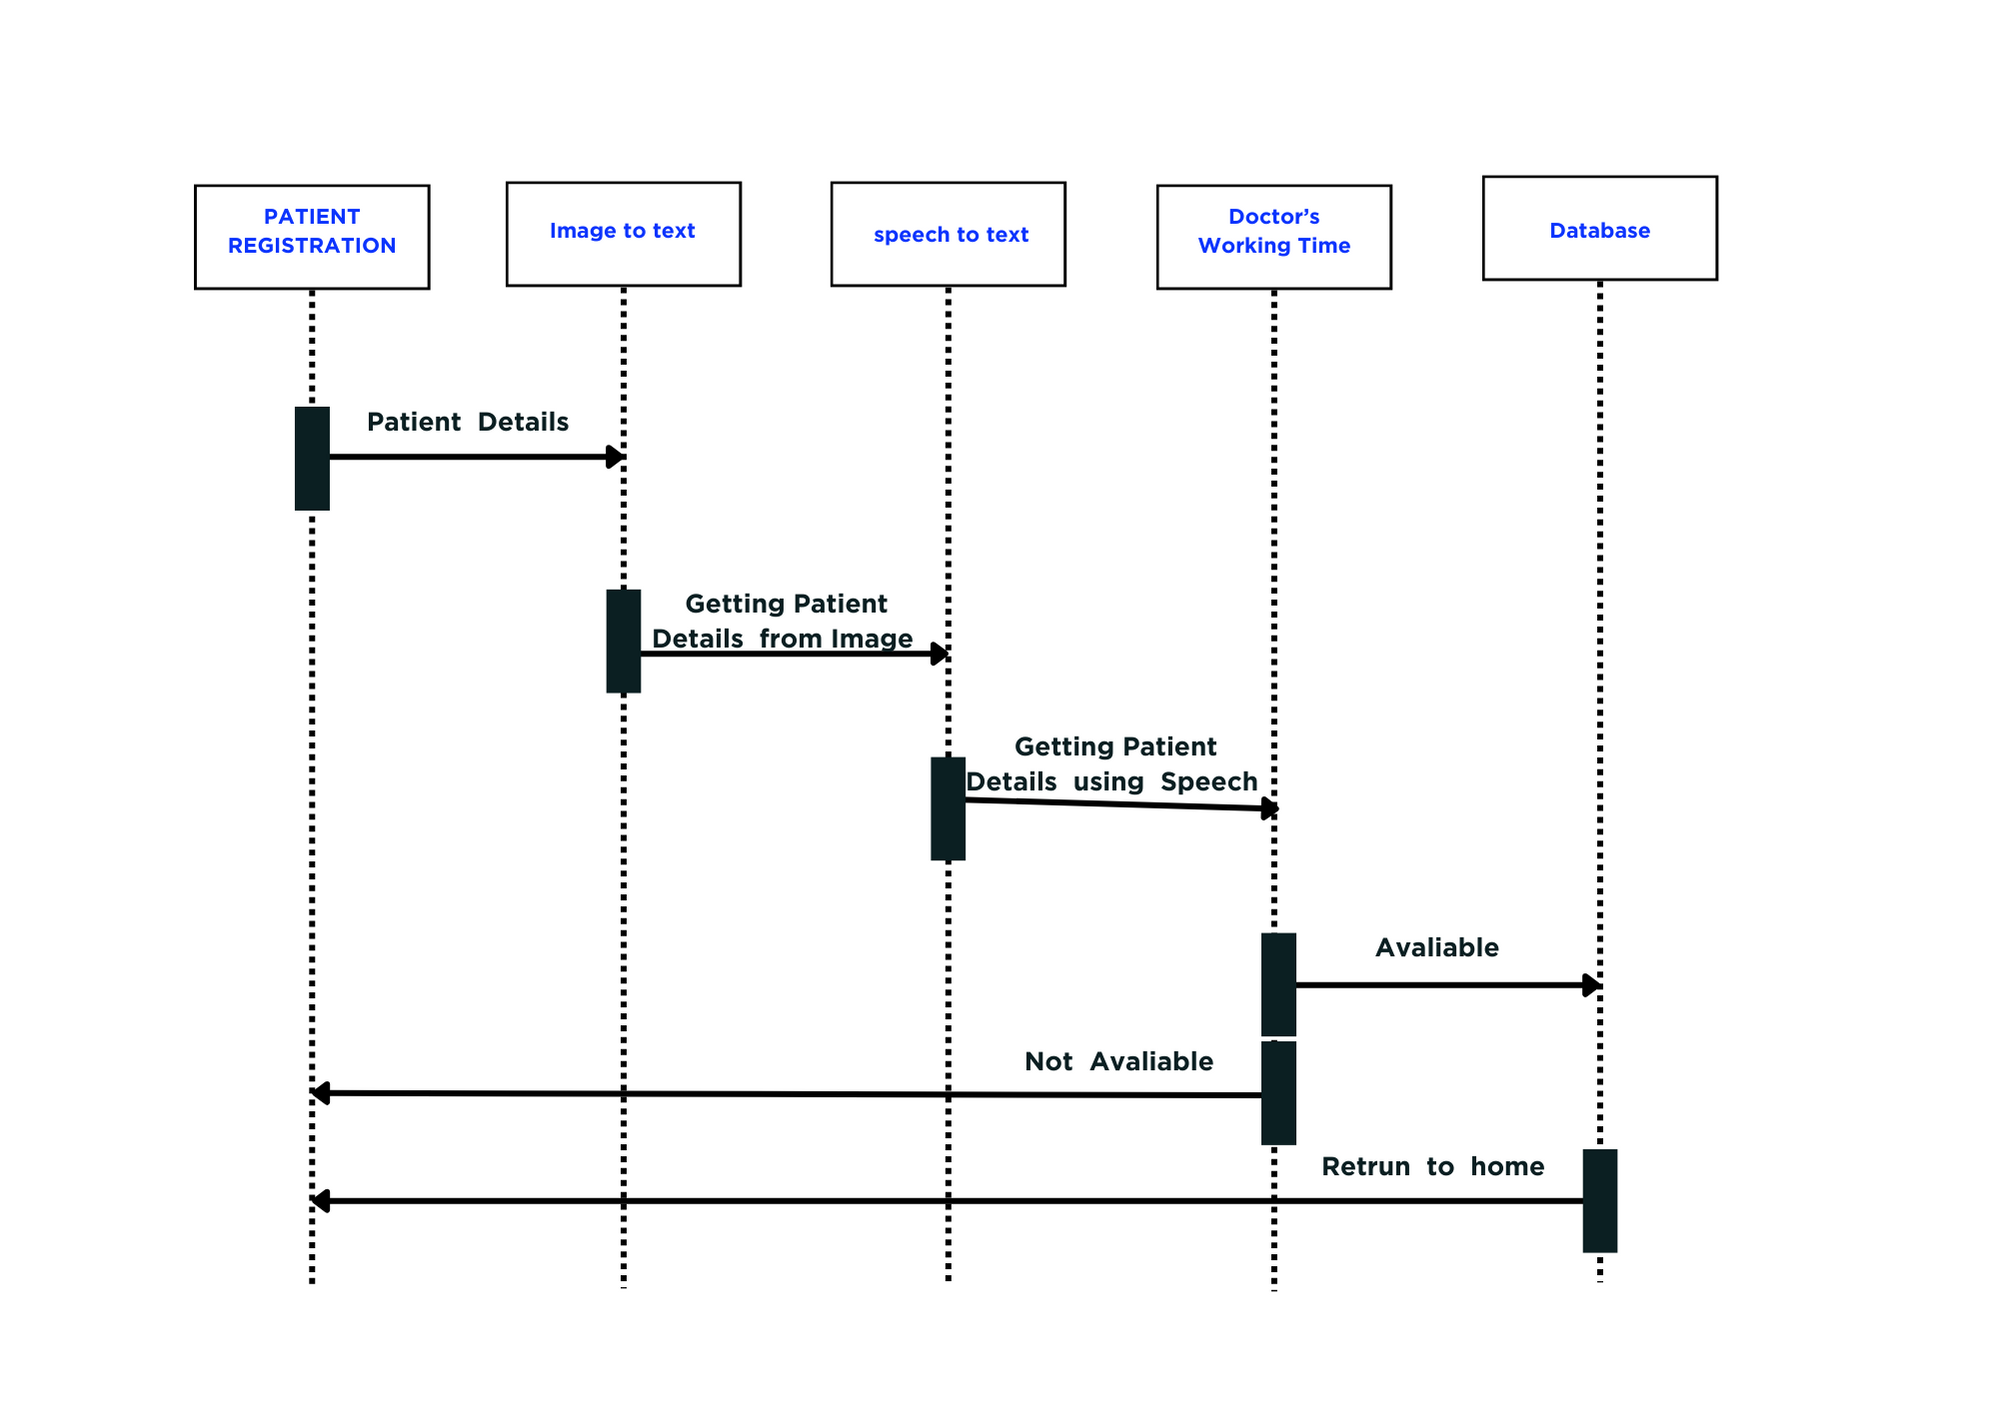 PATIENT
REGISTRATION
Image to text
speech to text
Doctor's
Working Time
Database
Patient Details
Getting Patient
Details from Image
Getting Patient
Details using Speech
Avaliable
Not Avaliable
Retrun to home